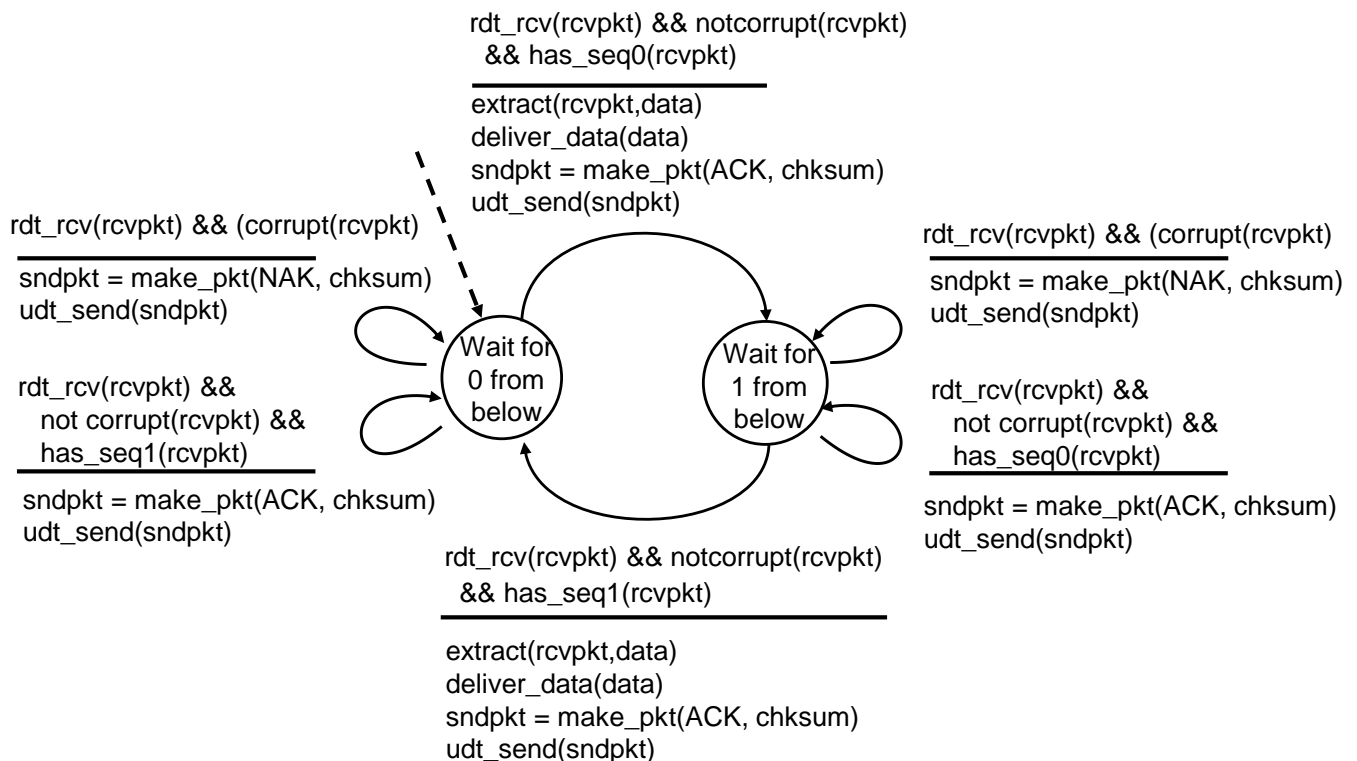 rdt_rcv(rcvpkt) && notcorrupt(rcvpkt)
&& has_seq0(rcvpkt)
extract(rcvpkt,data)
deliver_data(data)
sndpkt = make_pkt(ACK, chksum)
udt_send(sndpkt)
rdt_rcv(rcvpkt) && (corrupt(rcvpkt)
sndpkt = make_pkt(NAK, chksum)
udt_send(sndpkt)
rdt_rcv(rcvpkt) &&
not corrupt(rcvpkt) &&
has_seq1(rcvpkt)
sndpkt = make_pkt(ACK, chksum)
udt_send(sndpkt)
Wait for
0 from
below
Wait for
1 from
below
rdt_rcv(rcvpkt) && (corrupt(rcvpkt)
sndpkt = make_pkt(NAK, chksum)
udt_send(sndpkt)
rdt_rcv(rcvpkt) &&
not corrupt(rcvpkt) &&
has_seq0(rcvpkt)
sndpkt = make_pkt(ACK, chksum)
udt_send(sndpkt)
rdt_rcv(rcvpkt) && notcorrupt(rcvpkt)
&& has_seq1(rcvpkt)
extract(rcvpkt,data)
deliver_data(data)
sndpkt = make_pkt(ACK, chksum)
udt_send(sndpkt)